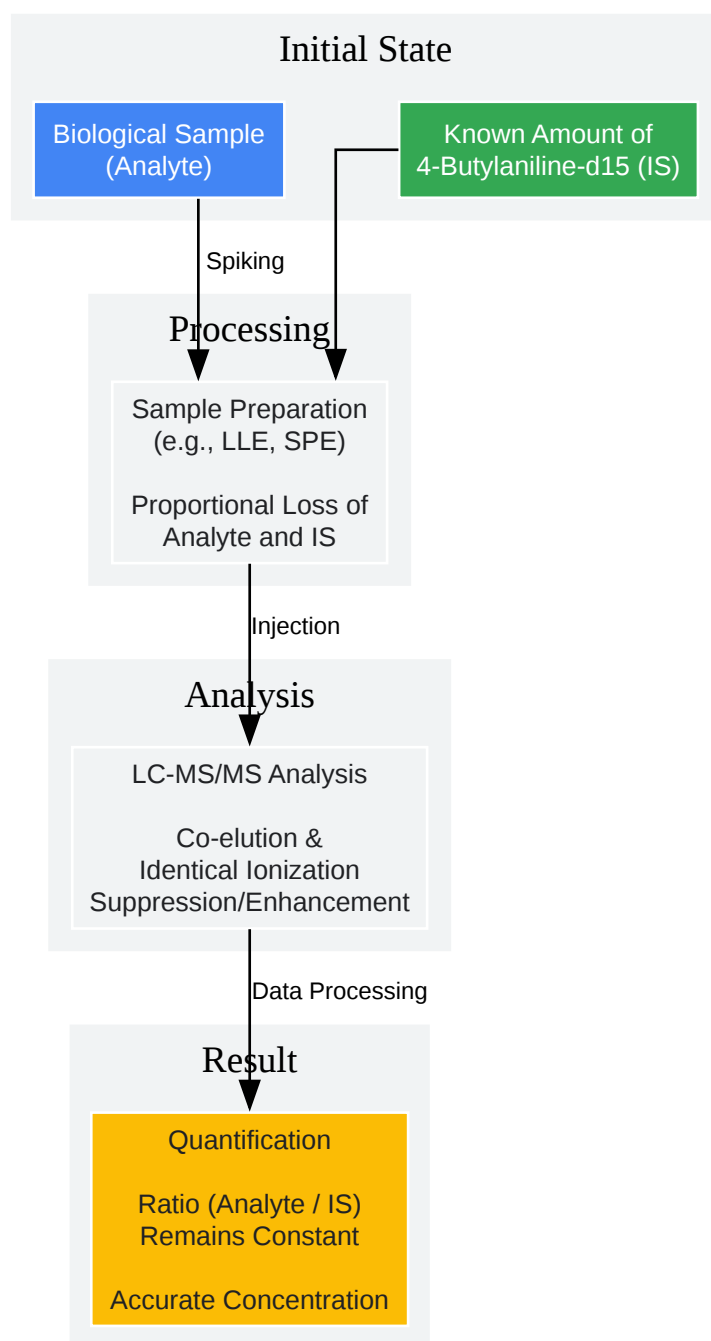 Initial State
Biological Sample
(Analyte)
Known Amount of
4-Butylaniline-d15 (IS)
Spiking
Processing
Sample Preparation
(e.g., LLE, SPE)
Proportional Loss of
Analyte and IS
Injection
Analysis
LC-MS/MS Analysis
Co-elution &
Identical Ionization
Suppression/Enhancement
Data Processing
Result
Quantification
Ratio (Analyte / IS)
Remains Constant
Accurate Concentration